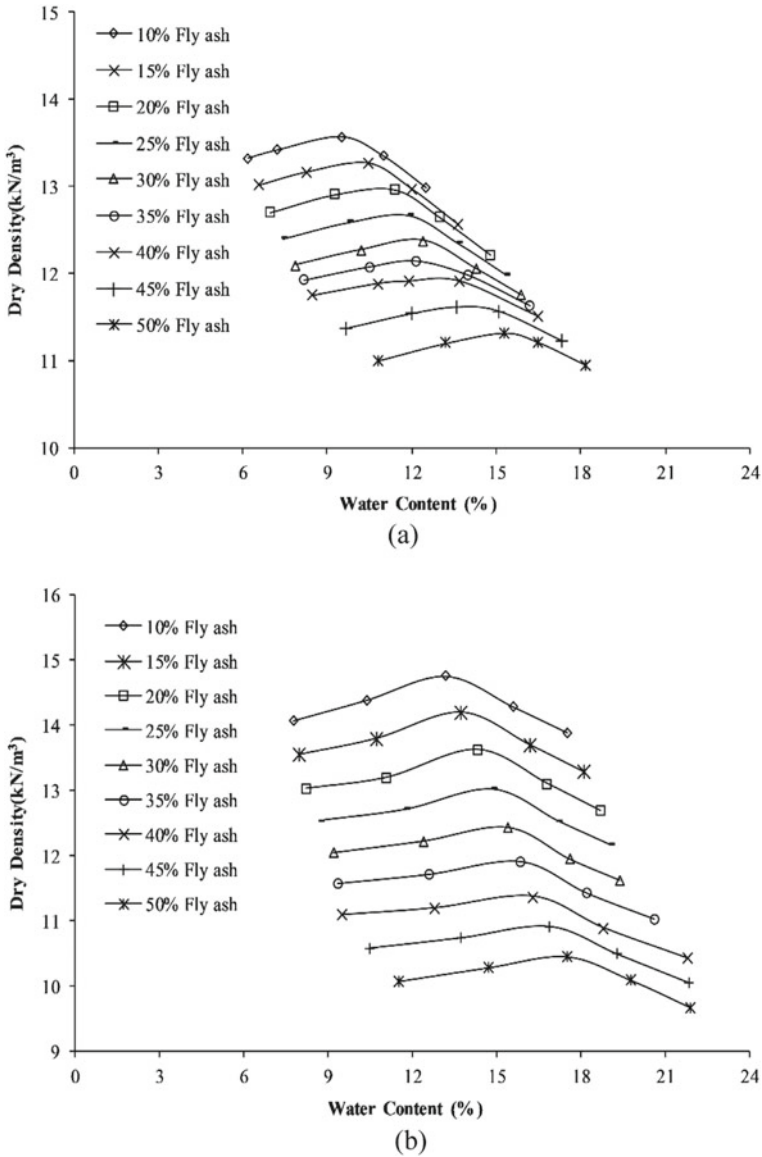 15
14
13
12
11
10
Dry Density(kN/m³)
10% Fly ash
15% Fly ash
20% Fly ash
25% Fly ash
30% Fly ash
35% Fly ash
40% Fly ash
45% Fly ash
50% Fly ash
0 3 6 9 12 15 18 21 24
Water Content (%)
(a)
16
15
14
13
12
11
10
9
Dry Density(kN/m³)
10% Fly ash
15% Fly ash
20% Fly ash
25% Fly ash
30% Fly ash
35% Fly ash
40% Fly ash
45% Fly ash
50% Fly ash
0 3 6 9 12 15 18 21 24
Water Content (%)
(b)